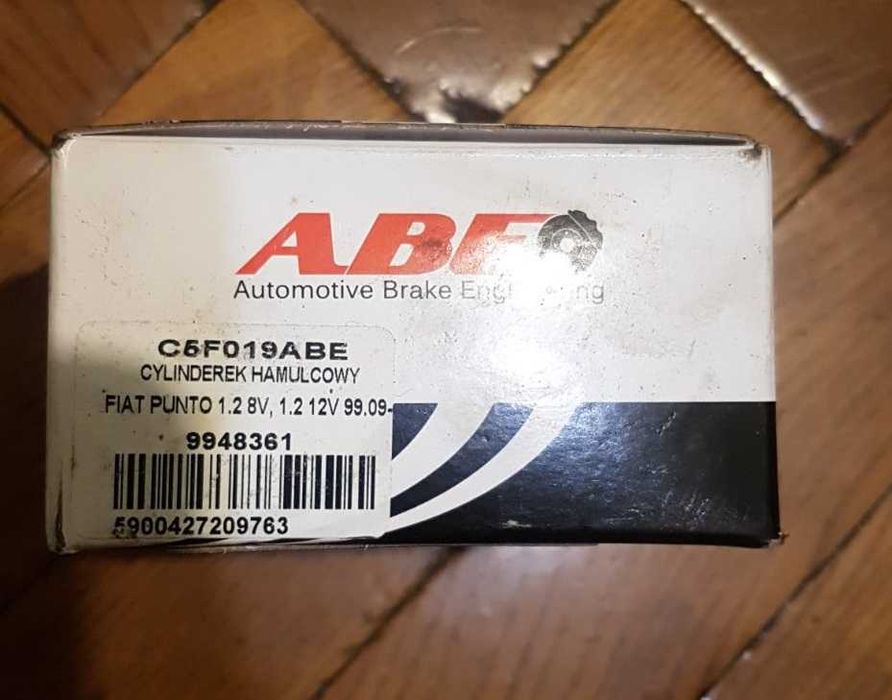 ABE
Automotive Brake Engineering
C5F019ABE
CYLINDEREK HAMULCOWY
FIAT PUNTO 1.2 8V, 1.2 12V 99.09-
9948361
5900427209763